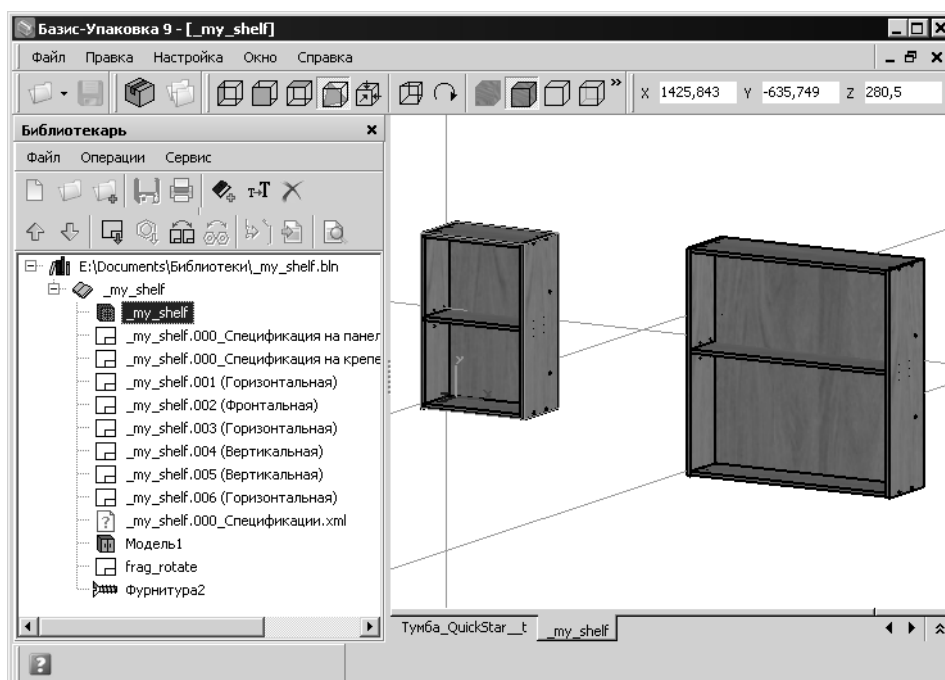 Базис-Упаковка 9 - [_my_shelf]
Файл Правка Настройка Окно Справка
X 1425,843 Y -635,749 Z 280,5
Библиотекарь
Файл Операции Сервис
E:\Documents\Библиотеки\_my_shelf.bln
_my_shelf
_my_shelf
_my_shelf.000_Спецификация на панел
_my_shelf.000_Спецификация на крепе
_my_shelf.001 (Горизонтальная)
_my_shelf.002 (Фронтальная)
_my_shelf.003 (Горизонтальная)
_my_shelf.004 (Вертикальная)
_my_shelf.005 (Вертикальная)
_my_shelf.006 (Горизонтальная)
_my_shelf.000_Спецификации.xml
Модель1
frag_rotate
Фурнитура2
Тумба_QuickStar__t _my_shelf